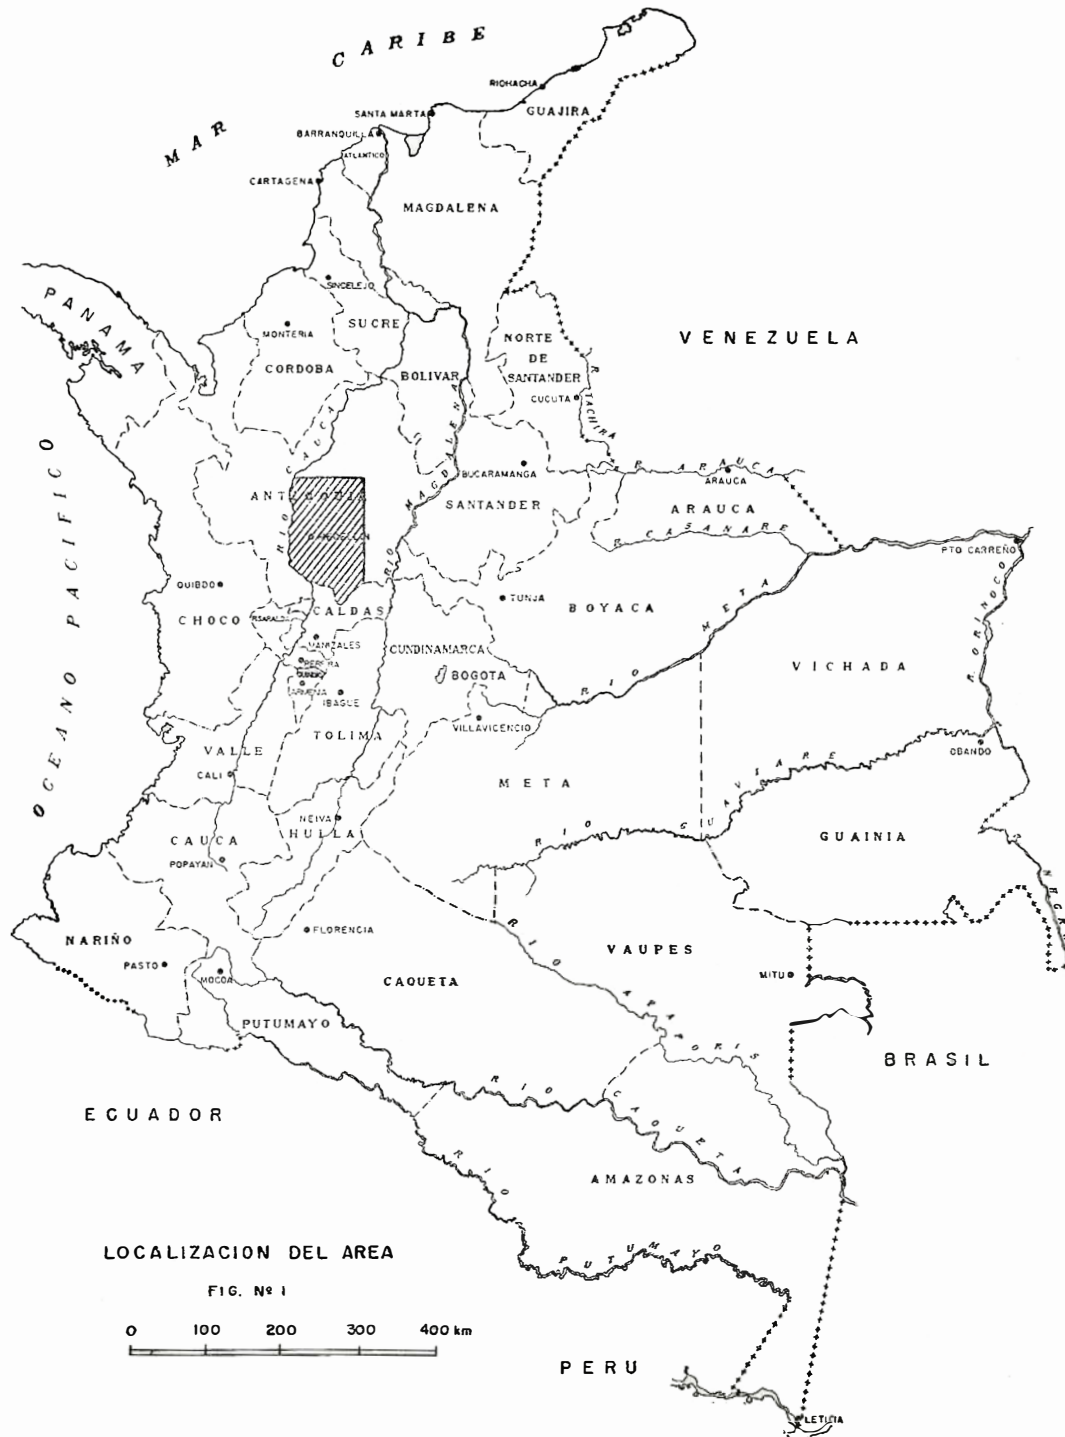 MAR CARIBE
RIOHACHA
GUAJIRA
SANTA MARTA
BARRANQUILLA
ATLANTICO
CARTAGENA
MAGDALENA
PANAMA
SINCELEJO
SUCRE
MONTERIA
CORDOBA
BOLIVAR
NORTE
DE
SANTANDER
CUCUTA
R. TACHIRA
VENEZUELA
RIO CAUCA
RIO MAGDALENA
BUCARAMANGA
SANTANDER
R. ARAUCA
ARAUCA
ARAUCA
R. CASANARE
ANTIOQUIA
MEDELLIN
OCEANO PACIFICO
QUIBDO
CHOCO
RISARALDA
CALDAS
MANIZALES
PEREIRA
QUINDIO
ARMENIA
IBAGUE
TUNJA
BOYACA
CUNDINAMARCA
BOGOTA
VILLAVICENCIO
RIO META
PTO. CARREÑO
R. ORINOCO
VICHADA
OBANDO
VALLE
CALI
TOLIMA
META
RIO GUAVIARE
GUAINIA
CAUCA
POPAYAN
NEIVA
HUILA
NARIÑO
PASTO
MOCOA
FLORENCIA
CAQUETA
PUTUMAYO
VAUPES
MITU
RIO APAPORIS
BRASIL
ECUADOR
RIO CAQUETA
AMAZONAS
RIO PUTUMAYO
PERU
LETICIA
LOCALIZACION DEL AREA
FIG. Nº 1
0 100 200 300 400 km